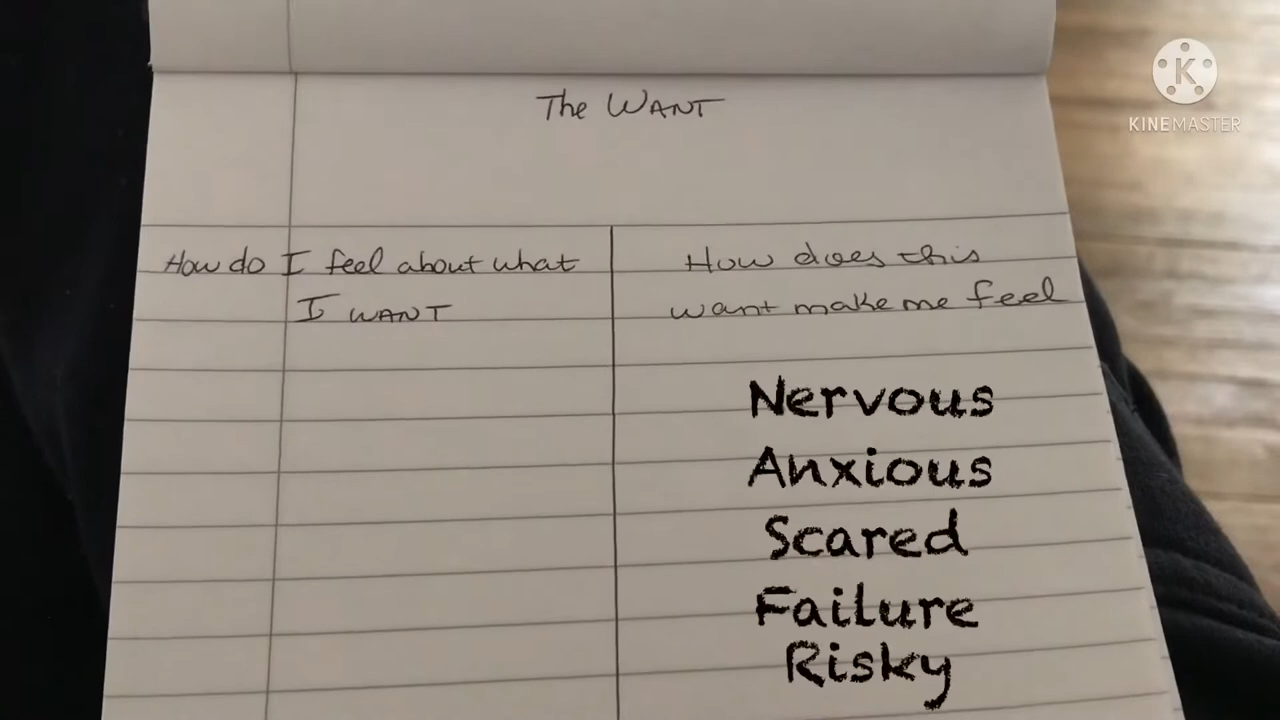 The WANT
How do I feel about what
I WANT
How does this
want make me feel
Nervous
Anxious
Scared
Failure
Risky
K
KINEMASTER